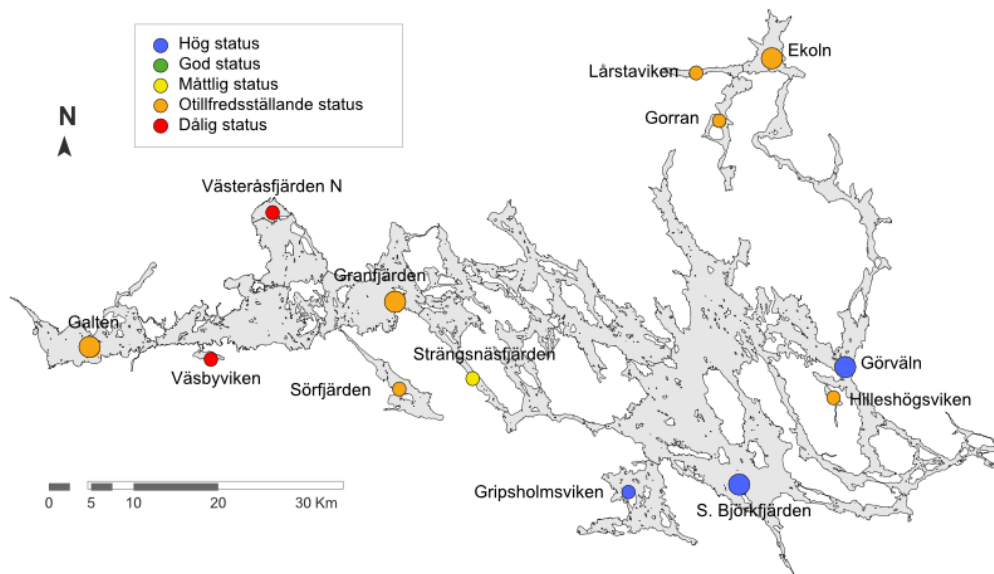 Hög status
God status
Måttlig status
Otillfredsställande status
Dålig status
N
Ekoln
Lårstaviken
Gorran
Västeråsfjärden N
Granfjärden
Galten
Strängsnäsfjärden
Väsbyviken
Sörfjärden
Görväln
Hilleshögsviken
Gripsholmsviken
S. Björkfjärden
0 5 10 20 30 Km